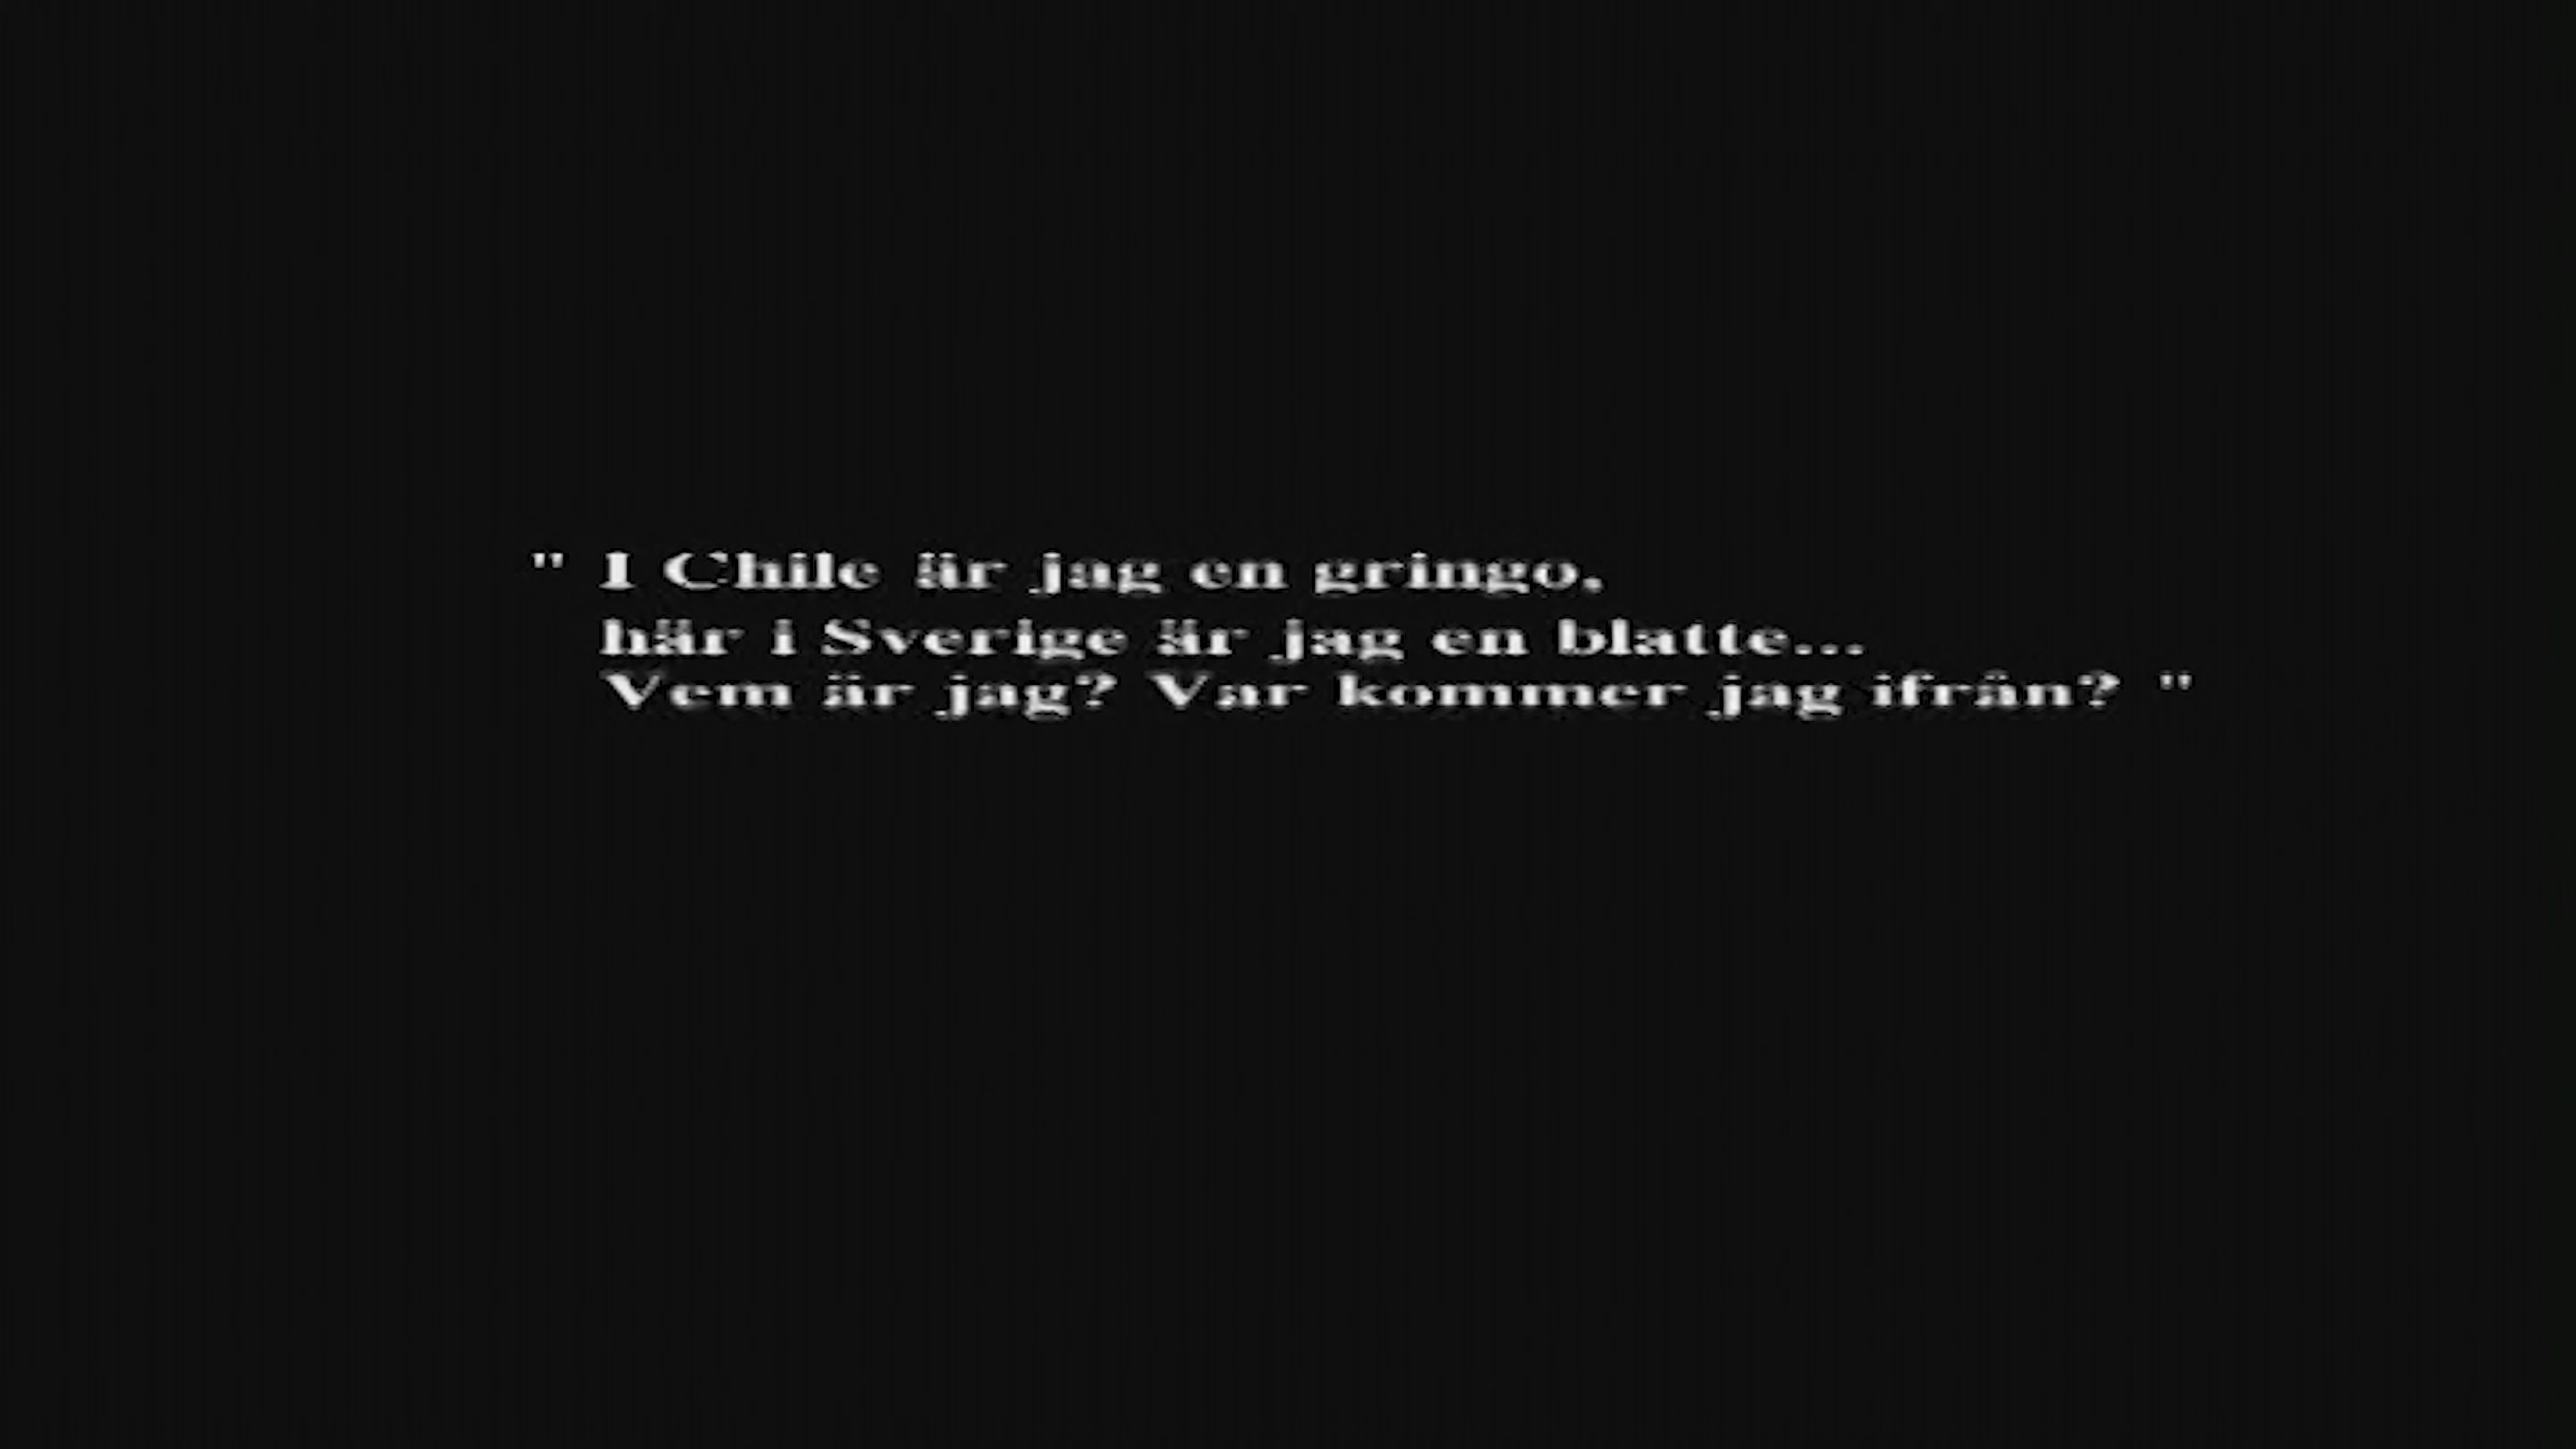 " I Chile är jag en gringo,
här i Sverige är jag en blatte...
Vem är jag? Var kommer jag ifrån? "